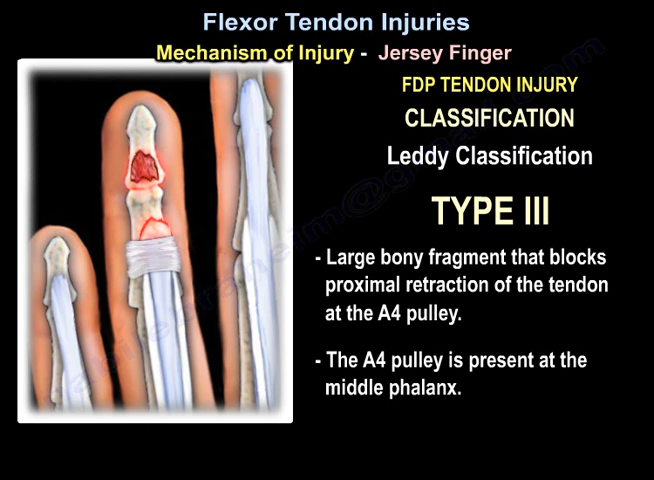 Flexor Tendon Injuries
Mechanism of Injury - Jersey Finger
FDP TENDON INJURY
CLASSIFICATION
Leddy Classification
TYPE III
- Large bony fragment that blocks
proximal retraction of the tendon
at the A4 pulley.
- The A4 pulley is present at the
middle phalanx.